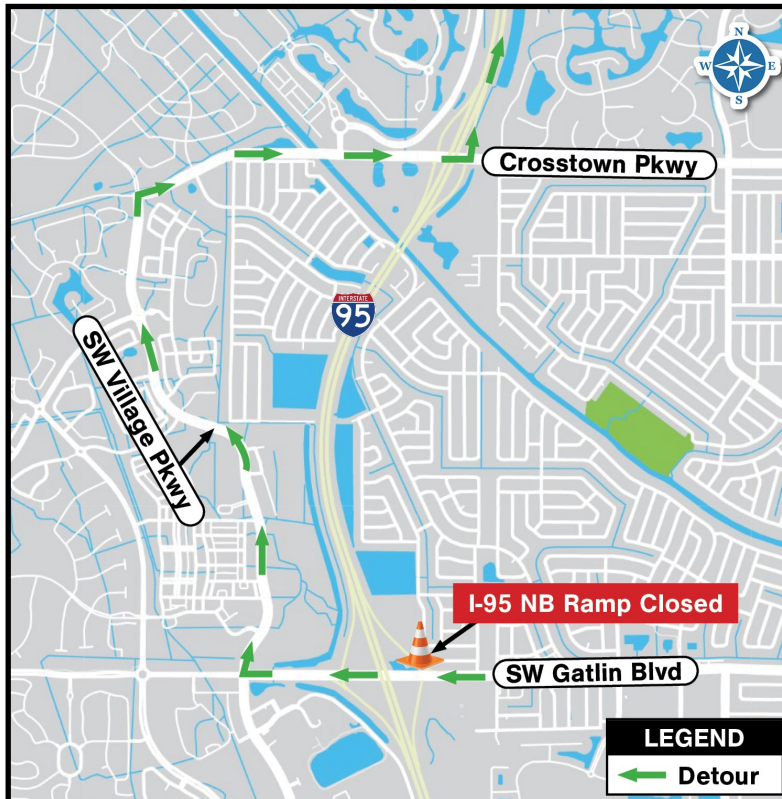 N
W E
S
Crosstown Pkwy
INTERSTATE
95
SW Village Pkwy
I-95 NB Ramp Closed
SW Gatlin Blvd
LEGEND
Detour